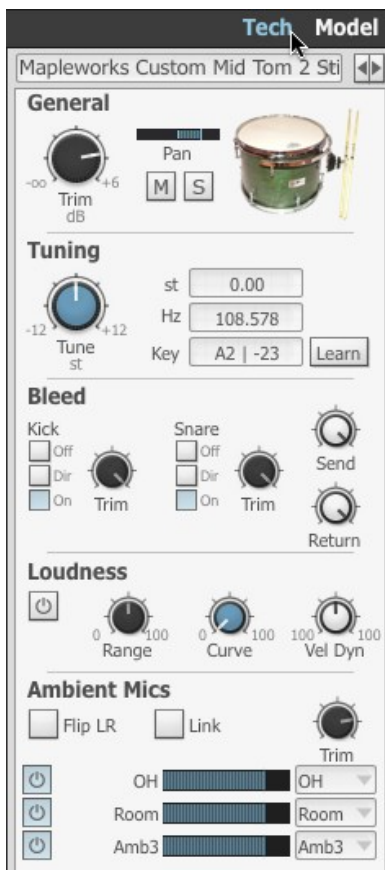 Tech Model
Mapleworks Custom Mid Tom 2 Sti
General
Pan
-oo +6
Trim
dB
M S
Tuning
st 0.00
Hz 108.578
-12 +12
Tune
st
Key A2 | -23 Learn
Bleed
Kick Snare
Off Off
Dir Dir Send
On Trim On Trim
Return
Loudness
0 100 0 100 100 100
Range Curve Vel Dyn
Ambient Mics
Flip LR Link
Trim
OH OH
Room Room
Amb3 Amb3